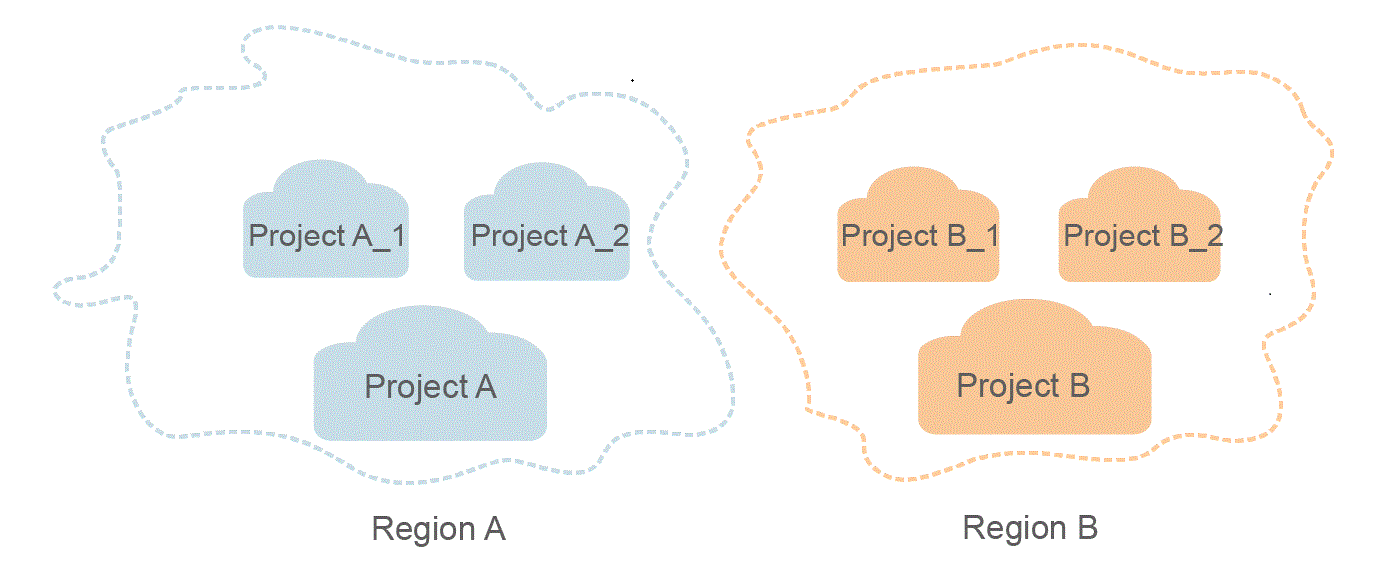 Project A_1
Project A_2
Project A
Region A
Project B_1
Project B_2
Project B
Region B